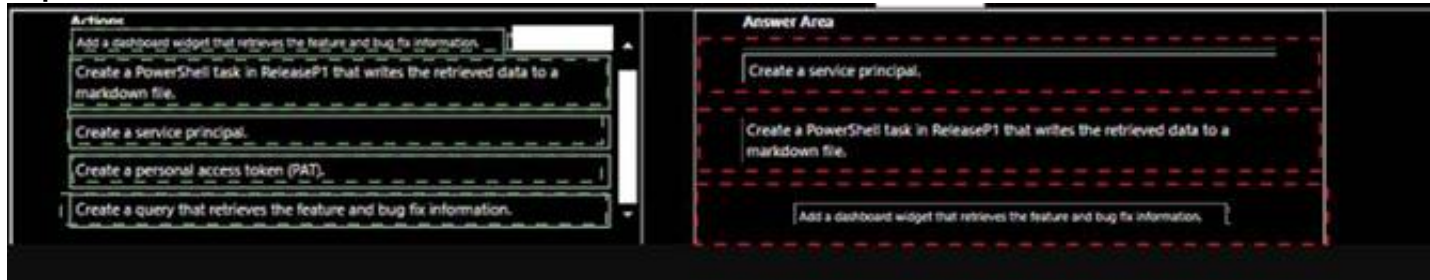 Actions
Add a dashboard widget that retrieves the feature and bug fix information.
Create a PowerShell task in ReleaseP1 that writes the retrieved data to a
markdown file.
Create a service principal.
Create a personal access token (PAT).
Create a query that retrieves the feature and bug fix information.
Answer Area
Create a service principal.
Create a PowerShell task in ReleaseP1 that writes the retrieved data to a
markdown file.
Add a dashboard widget that retrieves the feature and bug fix information.